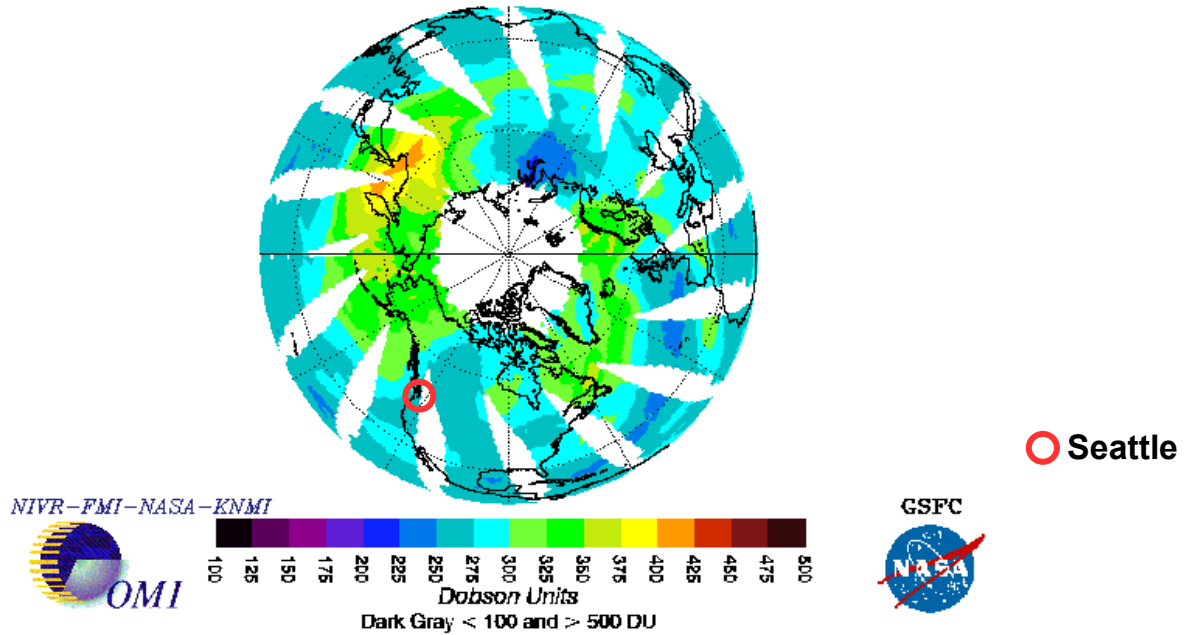 Seattle
NIVR-FMI-NASA-KNMI
GSFC
OMI
NASA
100 125 150 175 200 225 250 275 300 325 350 375 400 425 450 475 500
Dobson Units
Dark Gray < 100 and > 500 DU